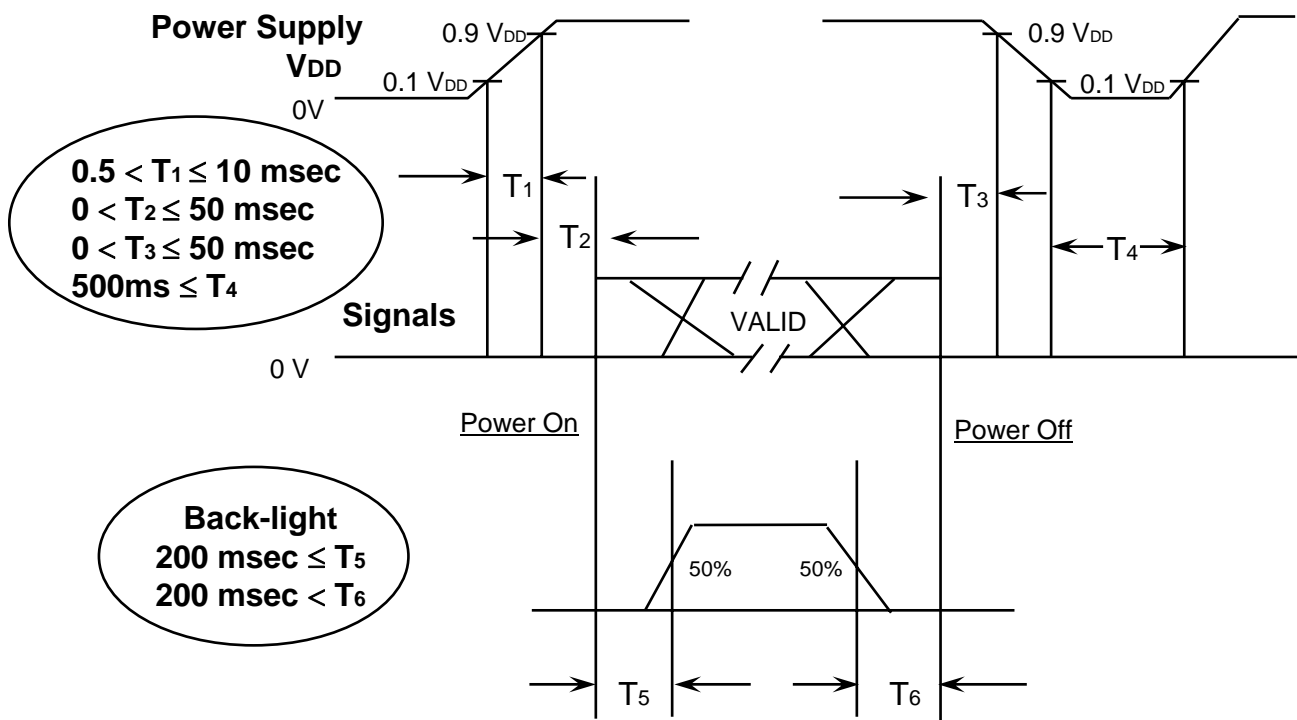 Power Supply
VDD
0.9 VDD
0.1 VDD
0V
0.9 VDD
0.1 VDD
0.5 < T1 ≤ 10 msec
0 < T2 ≤ 50 msec
0 < T3 ≤ 50 msec
500ms ≤ T4
T1
T2
T3
T4
Signals
VALID
0 V
Power On
Power Off
Back-light
200 msec ≤ T5
200 msec < T6
50%
50%
T5
T6